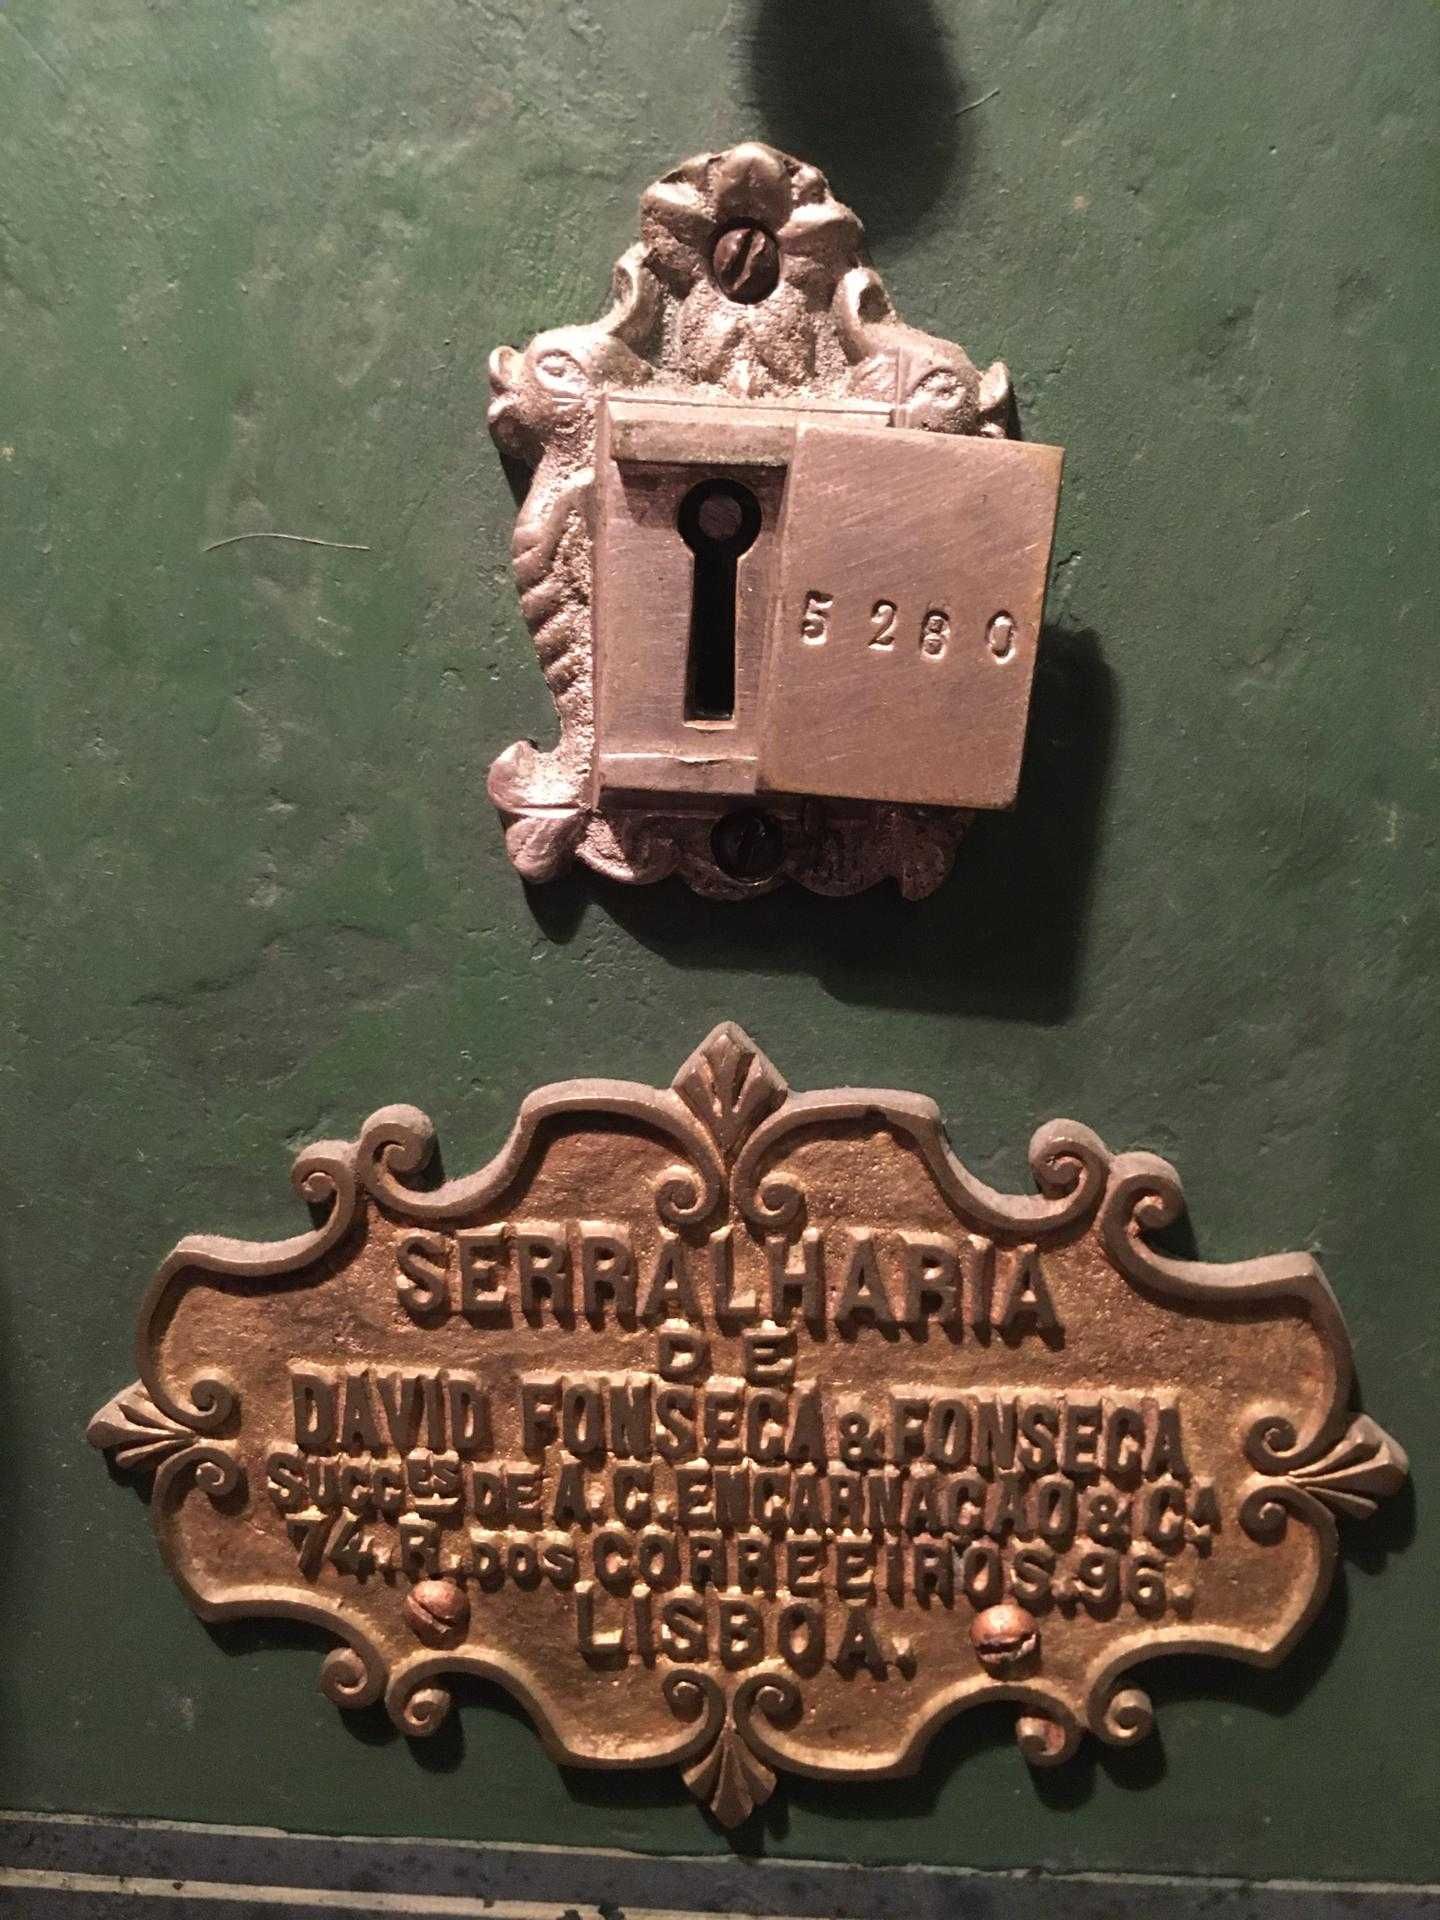 5280
SERRALHARIA
DE
DAVID FONSECA & FONSECA
SUCCES DE A.C. ENCARNAÇÃO & CA
74. R. DOS CORREEIROS. 96.
LISBOA.